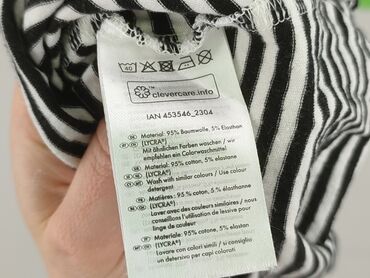 40
clevercare.info
IAN 453546_2304
Material: 95% Baumwolle, 5% Elasthan
(LYCRA®)
Mit ähnlichen Farben waschen / wir
empfehlen ein Colorwaschmittel
Material: 95% cotton, 5% elastane
(LYCRA®)
Wash with similar colours / Use colour
detergent
Matières: 95% coton, 5% élasthanne
(LYCRA®)
Laver avec des couleurs similaires / nous
conseillons l'utilisation de lessive pour
linge de couleur
Materiale: 95% cotone, 5% elastane
(LYCRA®)
Lavare con colori simili / si consiglia
un detersivo per capi colorati